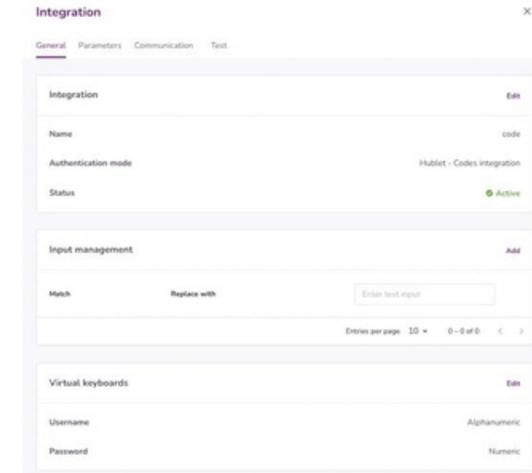 Integration
General Parameters Communication Test
Integration Edit
Name code
Authentication mode Hublet - Codes integration
Status Active
Input management Add
Match Replace with Enter text input
Entries per page 10 0 – 0 of 0
Virtual keyboards Edit
Username Alphanumeric
Password Numeric